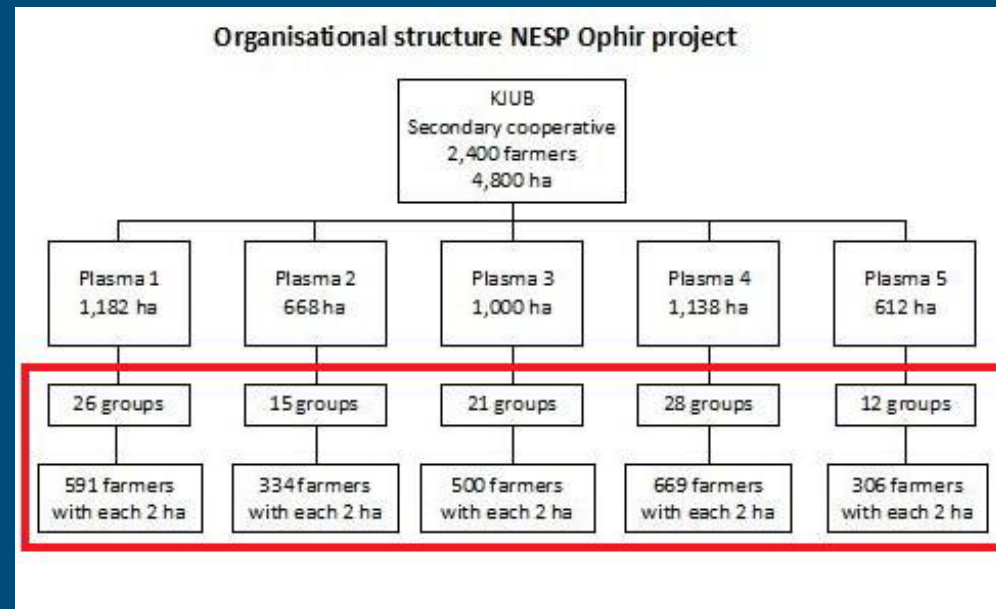 Organisational structure NESP Ophir project
KJUB
Secondary cooperative
2,400 farmers
4,800 ha
Plasma 1
1,182 ha
Plasma 2
668 ha
Plasma 3
1,000 ha
Plasma 4
1,138 ha
Plasma 5
612 ha
26 groups
15 groups
21 groups
28 groups
12 groups
591 farmers
with each 2 ha
334 farmers
with each 2 ha
500 farmers
with each 2 ha
669 farmers
with each 2 ha
306 farmers
with each 2 ha